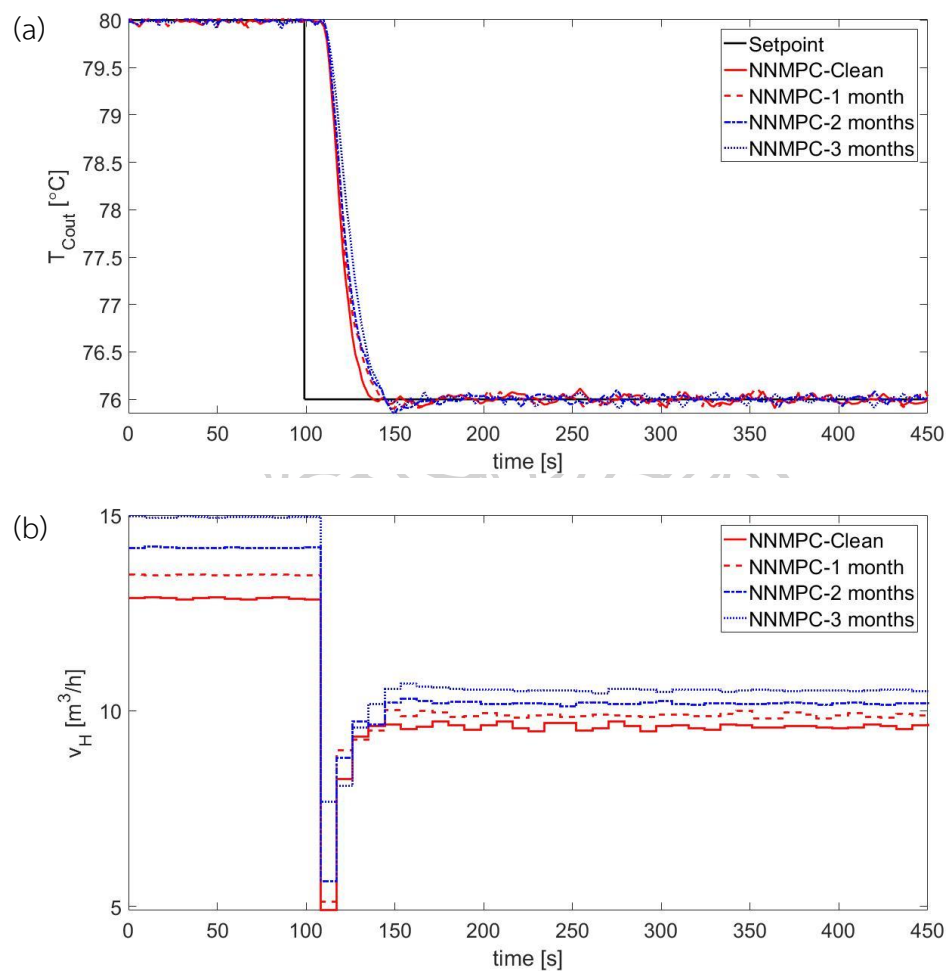 (a)
80
79.5
79
78.5
78
77.5
77
76.5
76
T_Cout [°C]
Setpoint
NNMPC-Clean
NNMPC-1 month
NNMPC-2 months
NNMPC-3 months
0 50 100 150 200 250 300 350 400 450
time [s]
(b)
15
10
5
v_H [m³/h]
NNMPC-Clean
NNMPC-1 month
NNMPC-2 months
NNMPC-3 months
0 50 100 150 200 250 300 350 400 450
time [s]